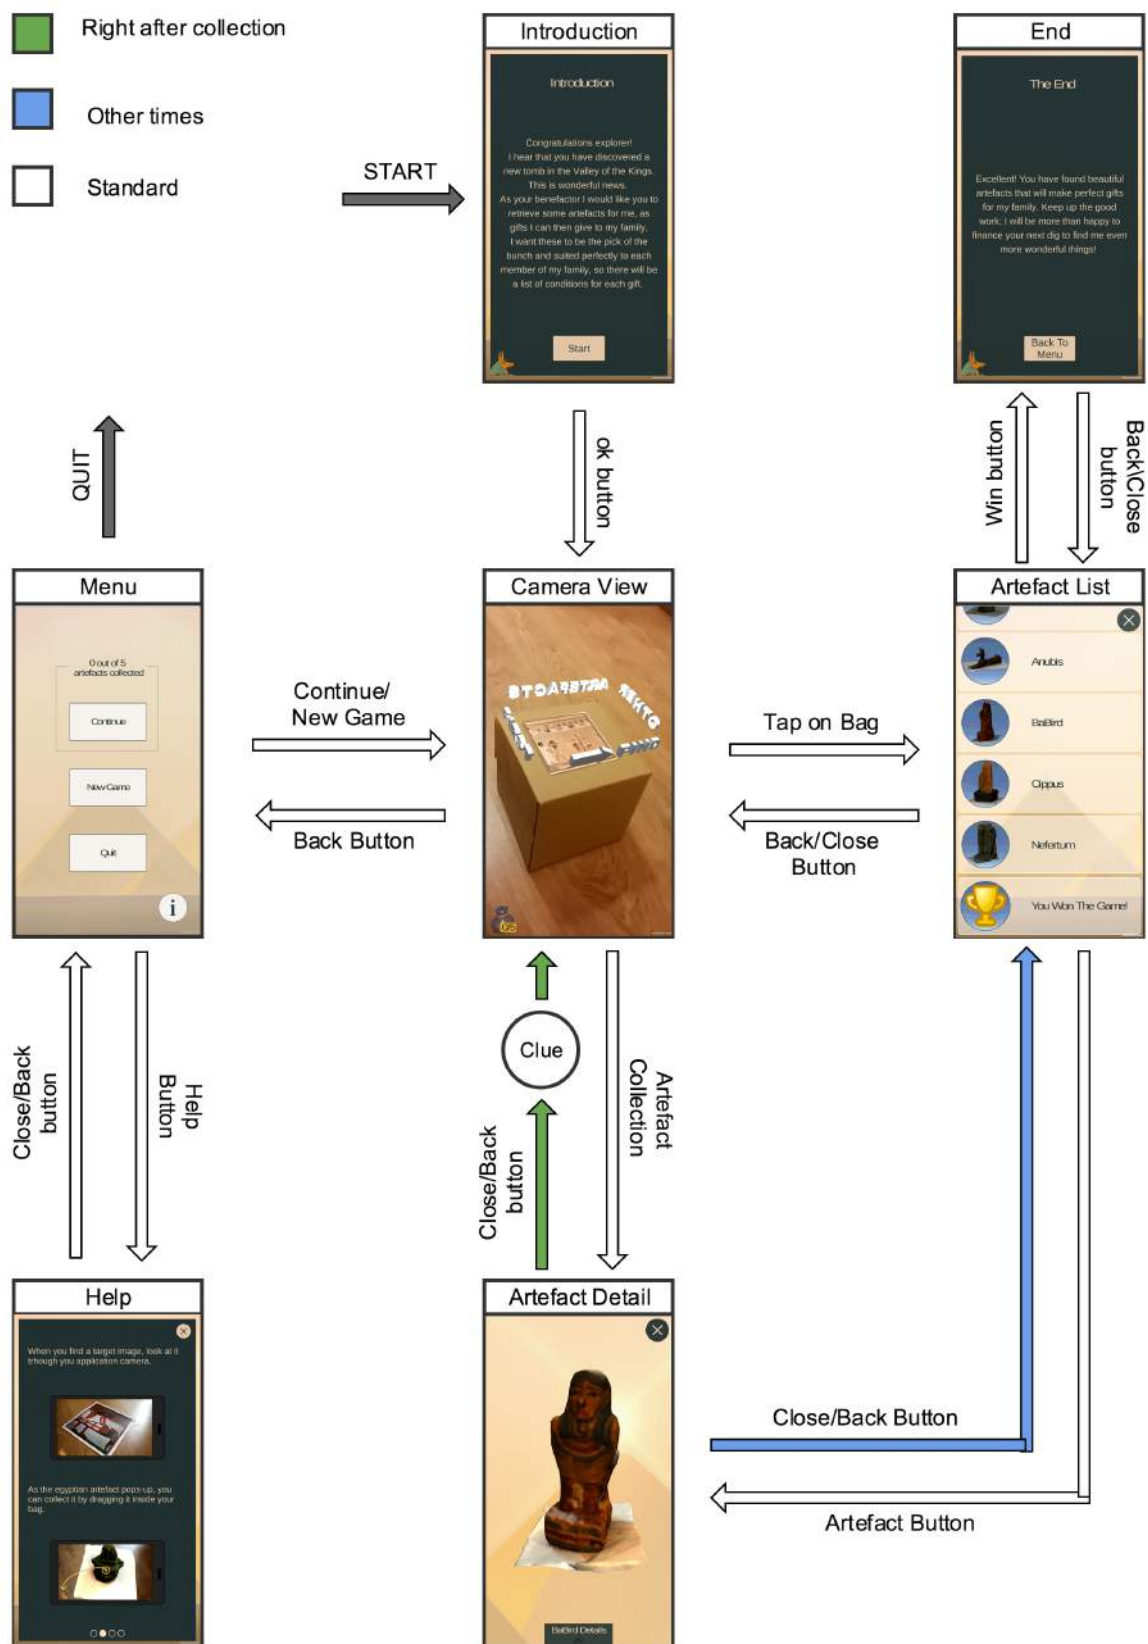 Right after collection
Other times
Standard
START
Introduction
Introduction
Congratulations explorer!
I hear that you have discovered a
new tomb in the Valley of the Kings.
This is wonderful news.
As your benefactor I would like you to
retrieve some artefacts for me, as
gifts I can then give to my family.
I want these to be the pick of the
bunch and suited perfectly to each
member of my family, so there will be
a list of conditions for each gift.
Start
End
The End
Excellent! You have found beautiful
artefacts that will make perfect gifts
for my family. Keep up the good
work; I will be more than happy to
finance your next dig to find me even
more wonderful things!
Back To
Menu
QUIT
ok button
Win button
Back\Close
button
Menu
0 out of 5
artefacts collected
Continue
New Game
Quit
i
Continue/
New Game
Back Button
Camera View
OTHER
ARTEFACTS
FIND
Tap on Bag
Back/Close
Button
Artefact List
Anubis
BaBird
Cippus
Nefertum
You Won The Game!
Close/Back
button
Help
Button
Clue
Close/Back
button
Artefact
Collection
Help
When you find a target image, look at it
trhough you application camera.
As the egyptian artefact pops-up, you
can collect it by dragging it inside your
bag.
Artefact Detail
BaBird Details
Close/Back Button
Artefact Button